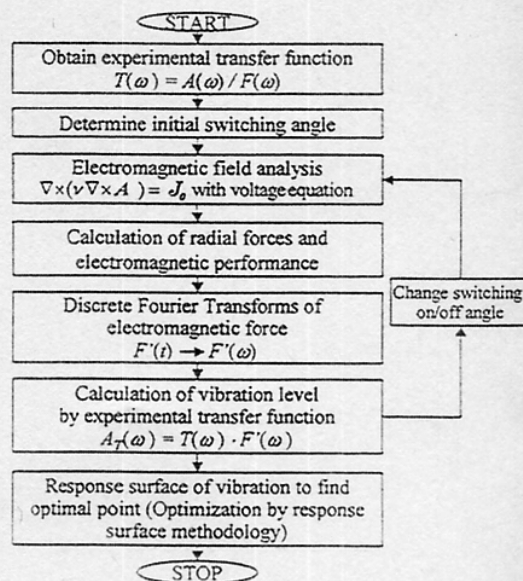 START
Obtain experimental transfer function
T(ω) = A(ω) / F(ω)
Determine initial switching angle
Electromagnetic field analysis
∇×(ν∇×A ) = J₀ with voltage equation
Calculation of radial forces and
electromagnetic performance
Discrete Fourier Transforms of
electromagnetic force
F'(t) → F'(ω)
Calculation of vibration level
by experimental transfer function
A_T(ω) = T(ω) · F'(ω)
Change switching
on/off angle
Response surface of vibration to find
optimal point (Optimization by response
surface methodology)
STOP